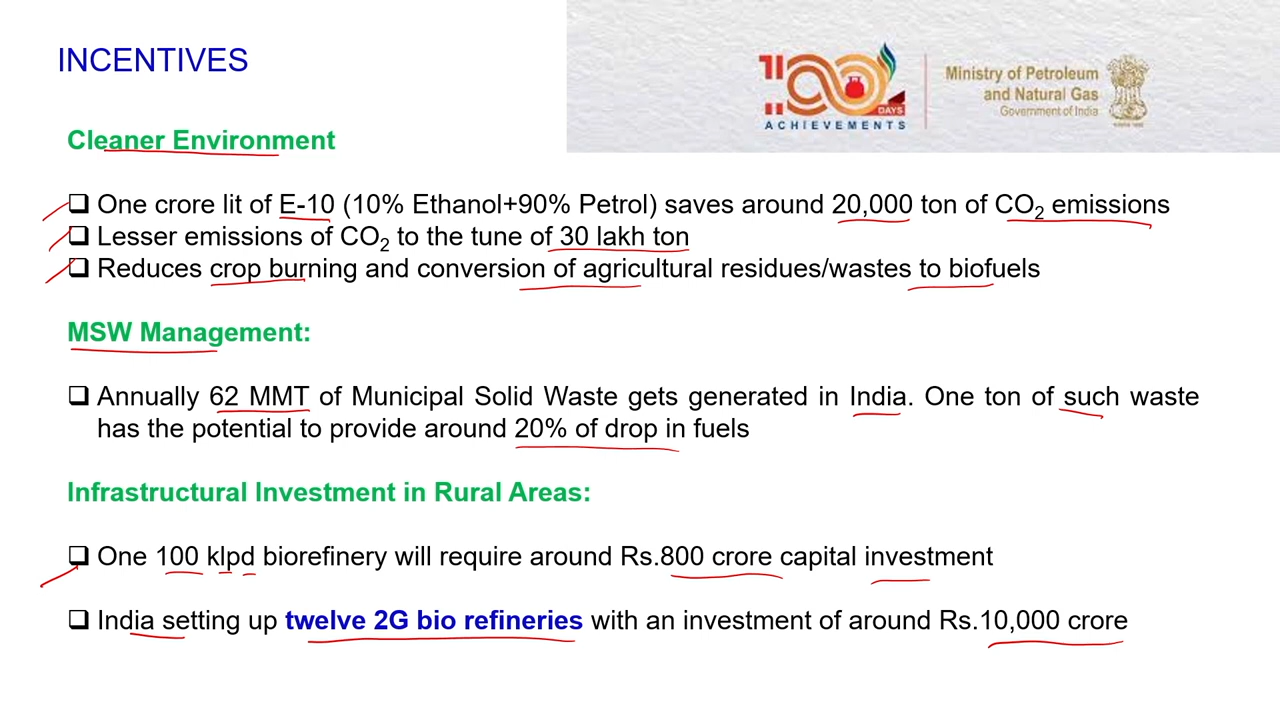 INCENTIVES
100 DAYS
ACHIEVEMENTS
Ministry of Petroleum
and Natural Gas
Government of India
Cleaner Environment
❑ One crore lit of E-10 (10% Ethanol+90% Petrol) saves around 20,000 ton of CO₂ emissions
❑ Lesser emissions of CO₂ to the tune of 30 lakh ton
❑ Reduces crop burning and conversion of agricultural residues/wastes to biofuels
MSW Management:
❑ Annually 62 MMT of Municipal Solid Waste gets generated in India. One ton of such waste
has the potential to provide around 20% of drop in fuels
Infrastructural Investment in Rural Areas:
❑ One 100 klpd biorefinery will require around Rs.800 crore capital investment
❑ India setting up twelve 2G bio refineries with an investment of around Rs.10,000 crore